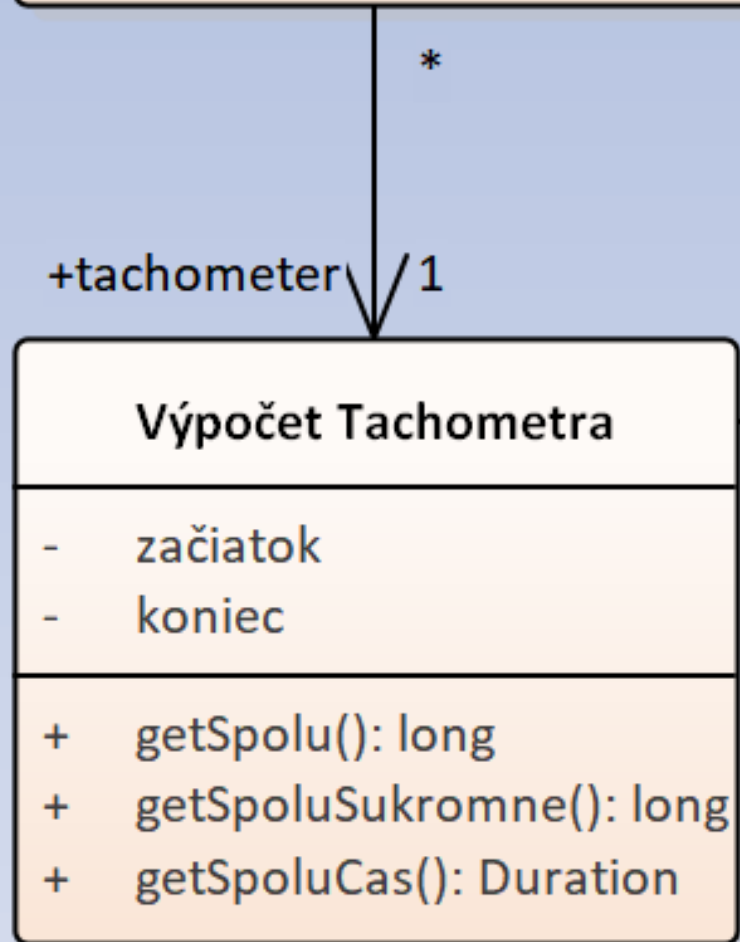 *
+tachometer 1
Výpočet Tachometra
- začiatok
- koniec
+ getSpolu(): long
+ getSpoluSukromne(): long
+ getSpoluCas(): Duration